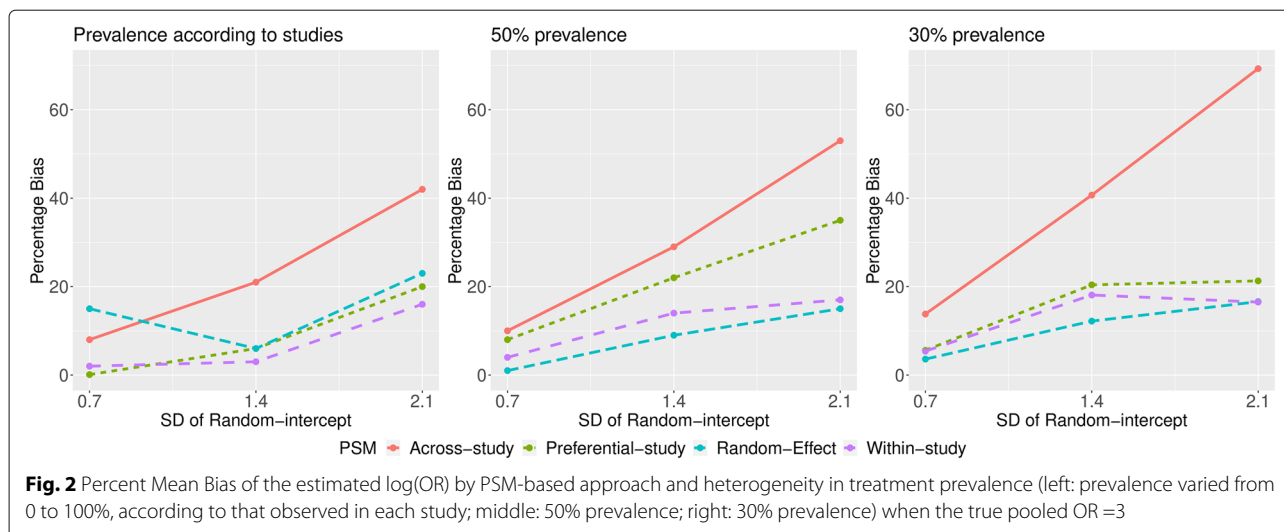 Prevalence according to studies
50% prevalence
30% prevalence
Percentage Bias
60
40
20
0
0.7
1.4
2.1
SD of Random−intercept
Percentage Bias
60
40
20
0
0.7
1.4
2.1
SD of Random−intercept
Percentage Bias
60
40
20
0
0.7
1.4
2.1
SD of Random−intercept
PSM Across−study Preferential−study Random−Effect Within−study
Fig. 2 Percent Mean Bias of the estimated log(OR) by PSM-based approach and heterogeneity in treatment prevalence (left: prevalence varied from
0 to 100%, according to that observed in each study; middle: 50% prevalence; right: 30% prevalence) when the true pooled OR =3